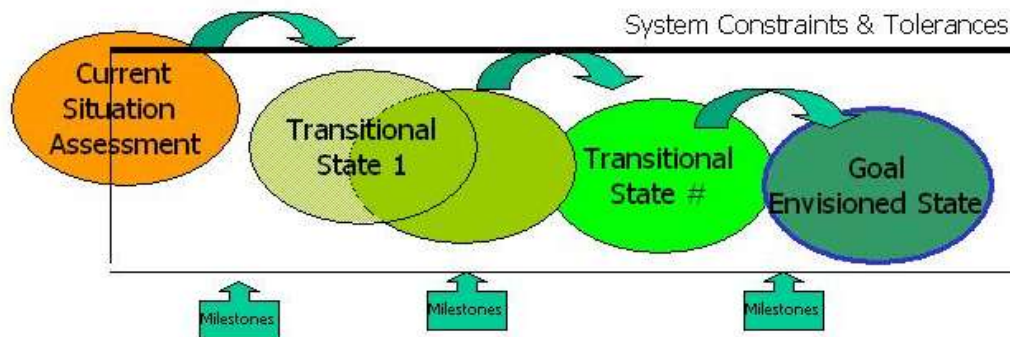 System Constraints & Tolerances
Current
Situation
Assessment
Transitional
State 1
Transitional
State #
Goal
Envisioned State
Milestones
Milestones
Milestones